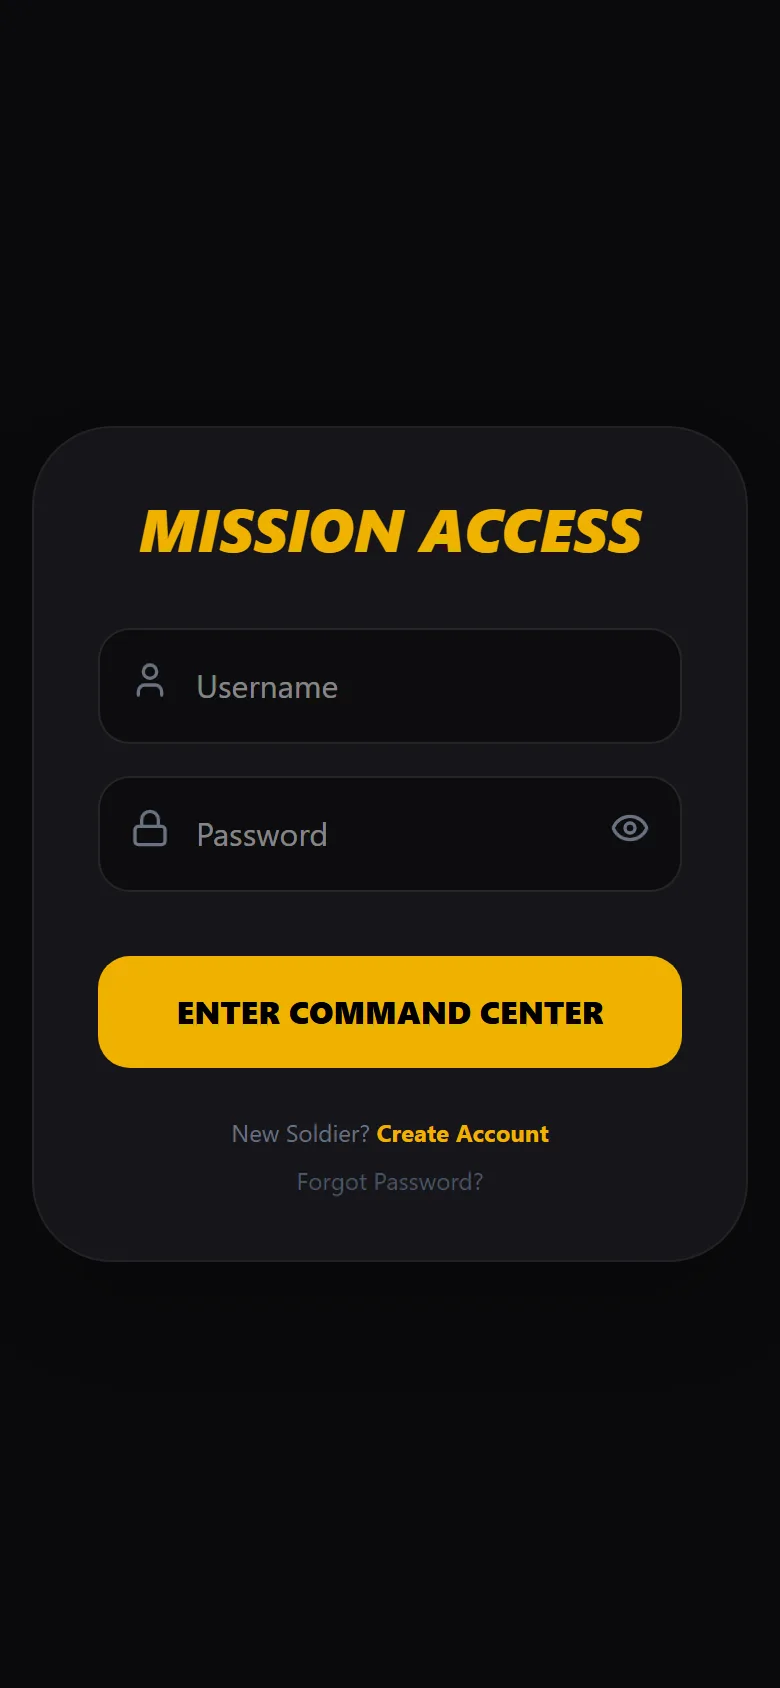 MISSION ACCESS
Username
Password
ENTER COMMAND CENTER
New Soldier? Create Account
Forgot Password?